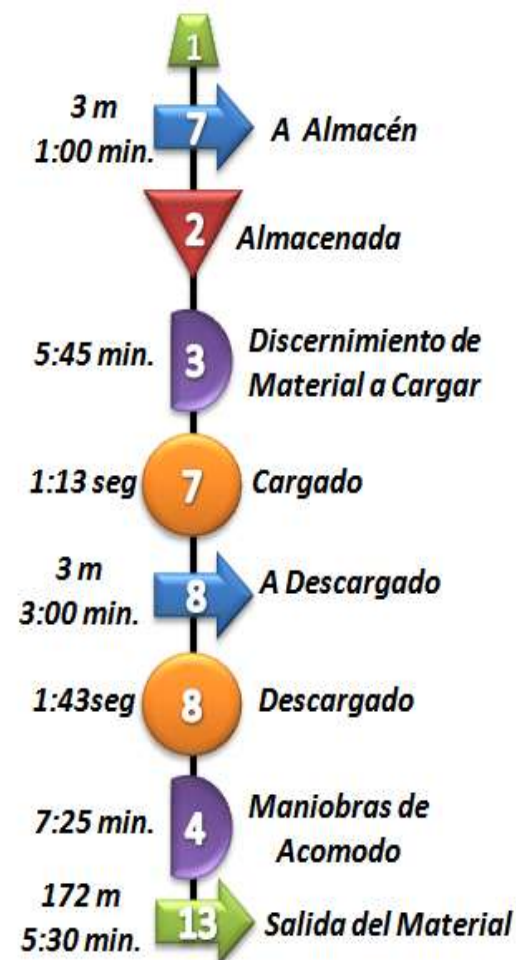 1
3 m
1:00 min.
7
A Almacén
2
Almacenada
5:45 min.
3
Discernimiento de
Material a Cargar
1:13 seg
7
Cargado
3 m
3:00 min.
8
A Descargado
1:43seg
8
Descargado
7:25 min.
4
Maniobras de
Acomodo
172 m
5:30 min.
13
Salida del Material